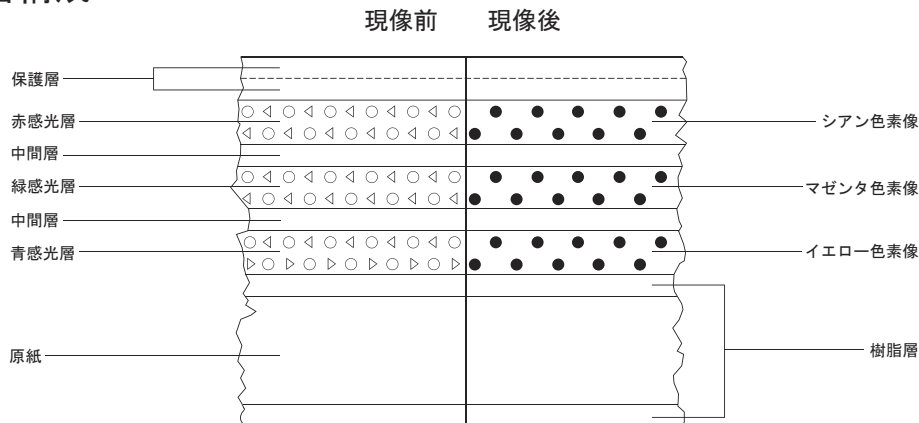 現像前 現像後
保護層
赤感光層
中間層
緑感光層
中間層
青感光層
原紙
シアン色素像
マゼンタ色素像
イエロー色素像
樹脂層